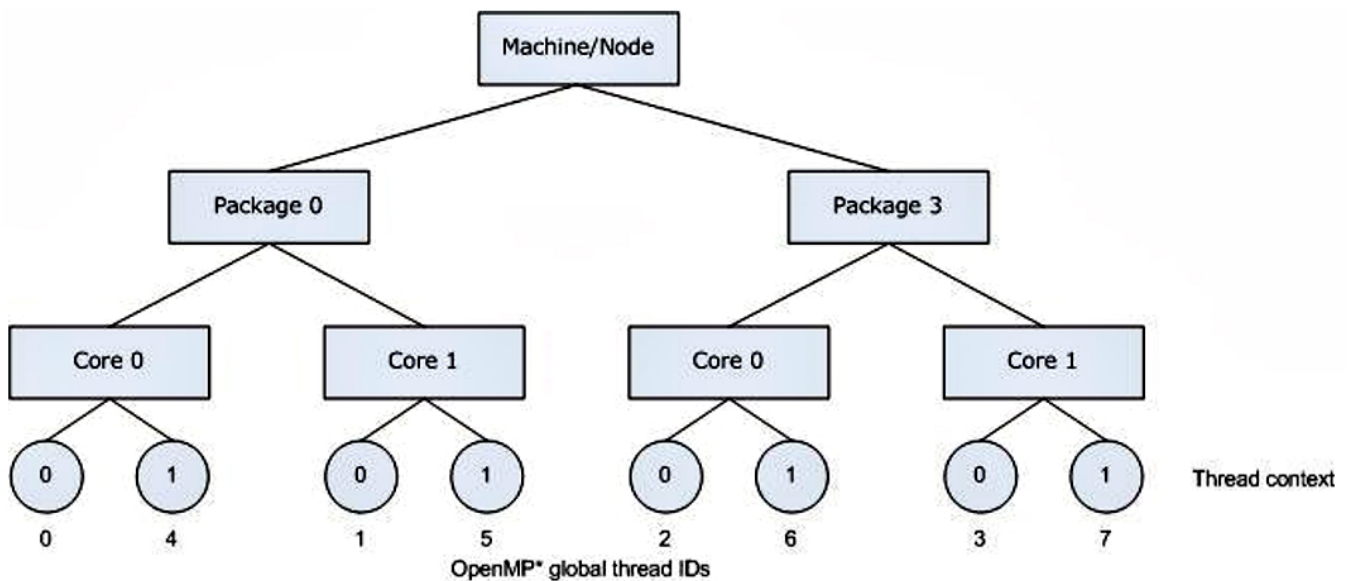 Machine/Node
Package 0 Package 3
Core 0 Core 1 Core 0 Core 1
0 1 0 1 0 1 0 1 Thread context
0 4 1 5 2 6 3 7
OpenMP* global thread IDs